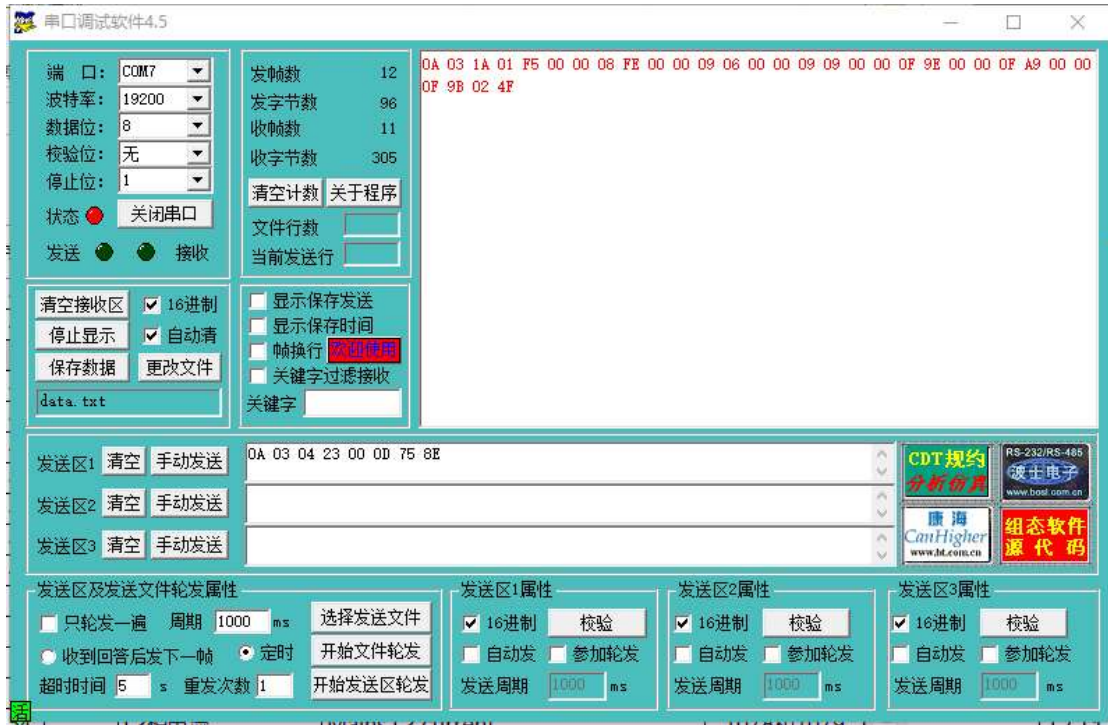 串口调试软件4.5
端 口: COM7
波特率: 19200
数据位: 8
校验位: 无
停止位: 1
状态 关闭串口
发送 接收
发帧数 12
发字节数 96
收帧数 11
收字节数 305
清空计数 关于程序
文件行数
当前发送行
0A 03 1A 01 F5 00 00 08 FE 00 00 09 06 00 00 09 09 00 00 0F 9E 00 00 0F A9 00 00
0F 9B 02 4F
清空接收区 16进制
停止显示 自动清
保存数据 更改文件
data.txt
显示保存发送
显示保存时间
帧换行 欢迎使用
关键字过滤接收
关键字
发送区1 清空 手动发送 0A 03 04 23 00 0D 75 8E
发送区2 清空 手动发送
发送区3 清空 手动发送
CDT规约
分析仿真
RS-232/RS-485
波士电子
www.bosi.com.cn
康海
CanHigher
www.ht.com.cn
组态软件
源代码
发送区及发送文件轮发属性
只轮发一遍 周期 1000 ms 选择发送文件
收到回答后发下一帧 定时 开始文件轮发
超时时间 5 s 重发次数 1 开始发送区轮发
发送区1属性
16进制 校验
自动发 参加轮发
发送周期 1000 ms
发送区2属性
16进制 校验
自动发 参加轮发
发送周期 1000 ms
发送区3属性
16进制 校验
自动发 参加轮发
发送周期 1000 ms
活